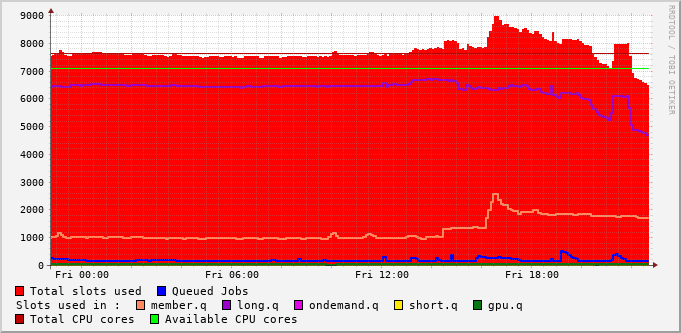 RRDTOOL / TOBI OETIKER
9000
8000
7000
6000
5000
4000
3000
2000
1000
0
Fri 00:00 Fri 06:00 Fri 12:00 Fri 18:00
Total slots used Queued Jobs
Slots used in : member.q long.q ondemand.q short.q gpu.q
Total CPU cores Available CPU cores